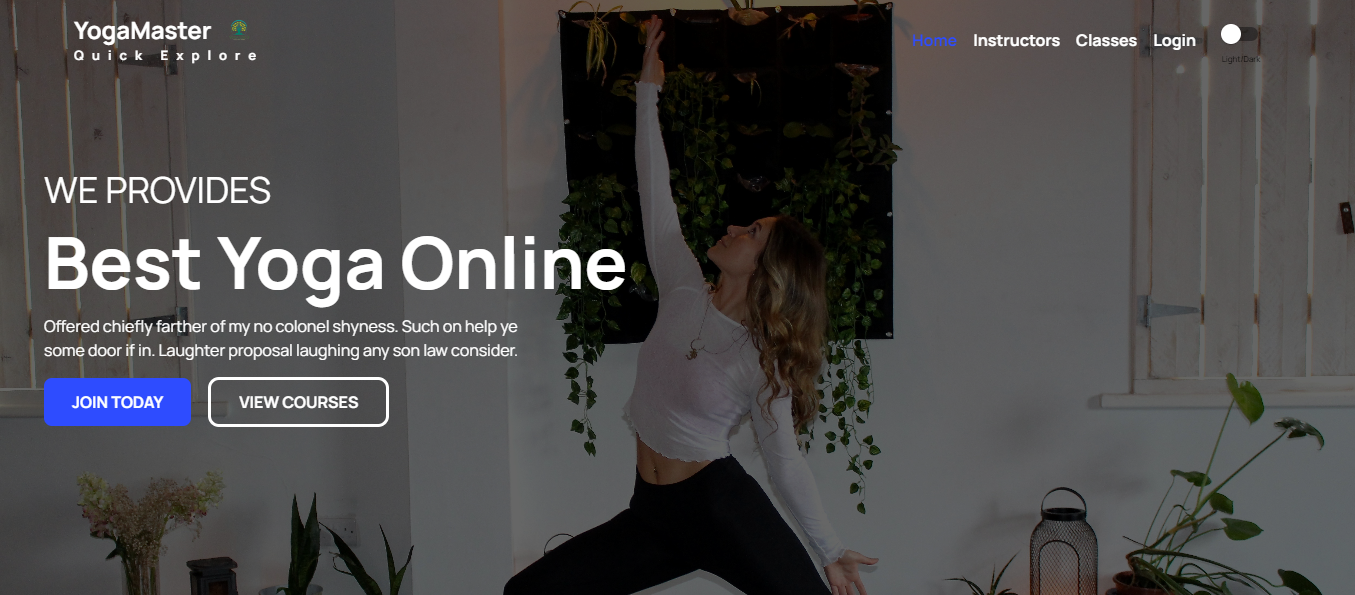 YogaMaster
Quick Explore
Home Instructors Classes Login
Light/Dark
WE PROVIDES
Best Yoga Online
Offered chiefly farther of my no colonel shyness. Such on help ye
some door if in. Laughter proposal laughing any son law consider.
JOIN TODAY VIEW COURSES